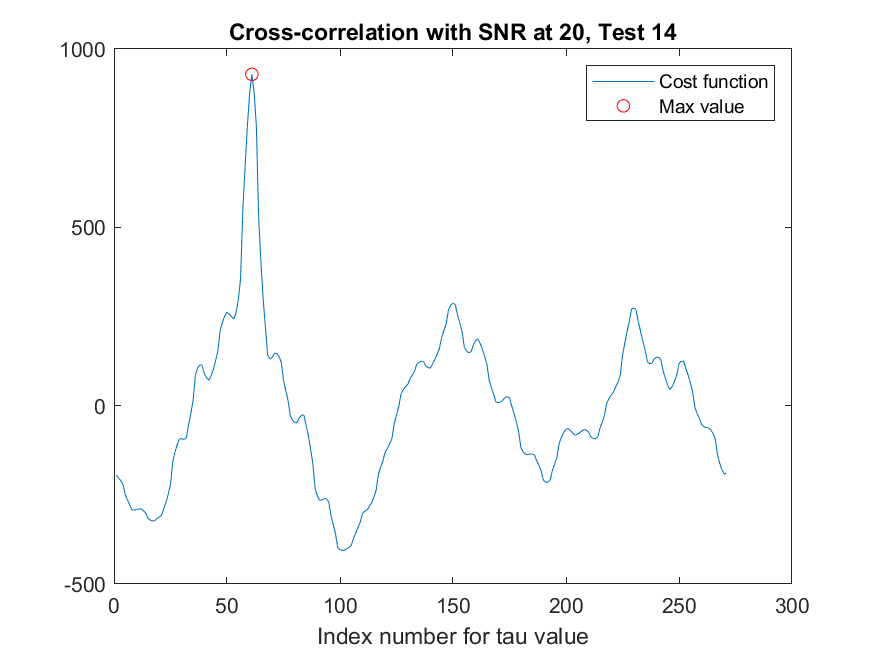 Cross-correlation with SNR at 20, Test 14
1000
Cost function
Max value
500
0
-500
0 50 100 150 200 250 300
Index number for tau value